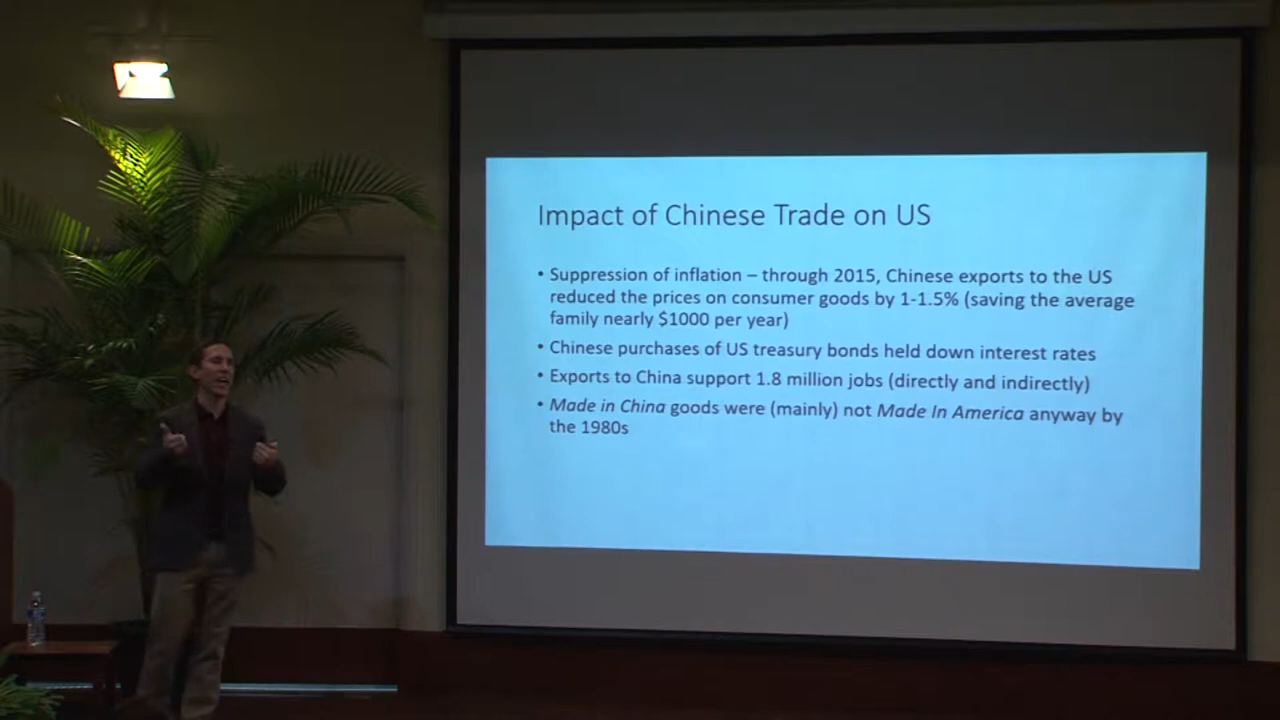 Impact of Chinese Trade on US
• Suppression of inflation – through 2015, Chinese exports to the US
reduced the prices on consumer goods by 1-1.5% (saving the average
family nearly $1000 per year)
• Chinese purchases of US treasury bonds held down interest rates
• Exports to China support 1.8 million jobs (directly and indirectly)
• Made in China goods were (mainly) not Made In America anyway by
the 1980s